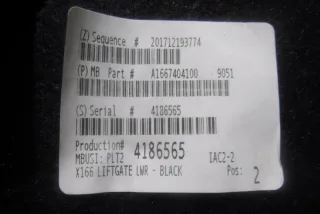 (Z) Sequence # 201712193774
(P) MB Part # A1667404100 - 9051
(S) Serial # 4186565
Production# 4186565 IAC2-2
MBUSI: PLT2 Pos: 2
X166 LIFTGATE LWR - BLACK